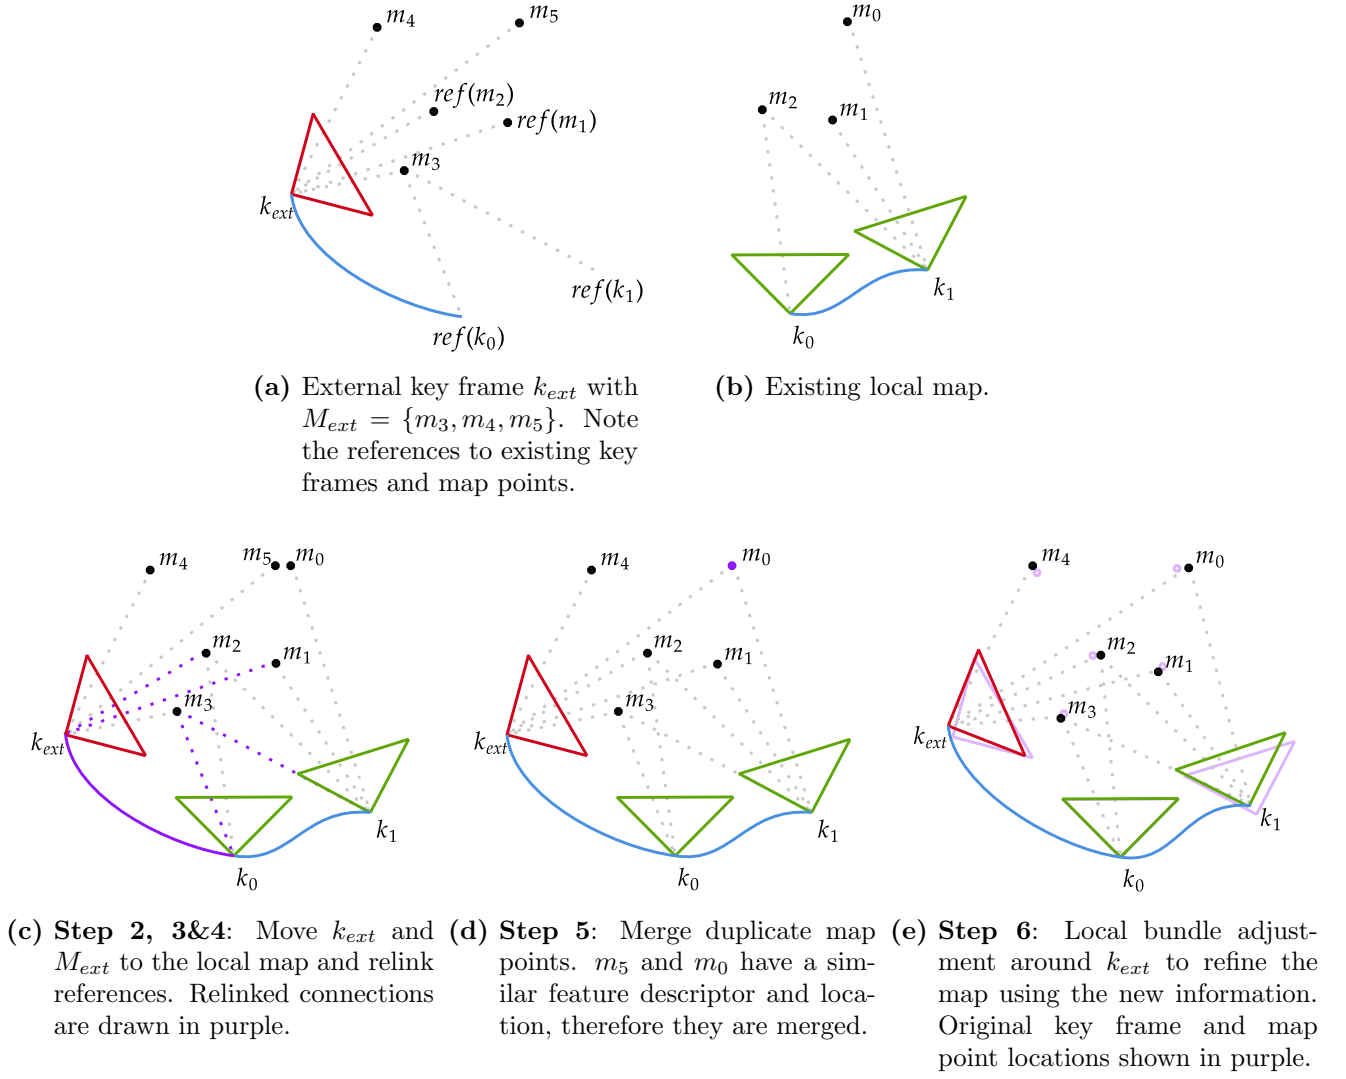 m4
m5
ref(m2)
ref(m1)
m3
kext
ref(k1)
ref(k0)
m0
m2
m1
k1
k0
(a) External key frame kext with
Mext = {m3, m4, m5}. Note
the references to existing key
frames and map points.
(b) Existing local map.
m4
m5
m0
m2
m1
m3
kext
k1
k0
m4
m0
m2
m1
m3
kext
k1
k0
m4
m0
m2
m1
m3
kext
k1
k0
(c) Step 2, 3&4: Move kext and
Mext to the local map and relink
references. Relinked connections
are drawn in purple.
(d) Step 5: Merge duplicate map
points. m5 and m0 have a sim-
ilar feature descriptor and loca-
tion, therefore they are merged.
(e) Step 6: Local bundle adjust-
ment around kext to refine the
map using the new information.
Original key frame and map
point locations shown in purple.